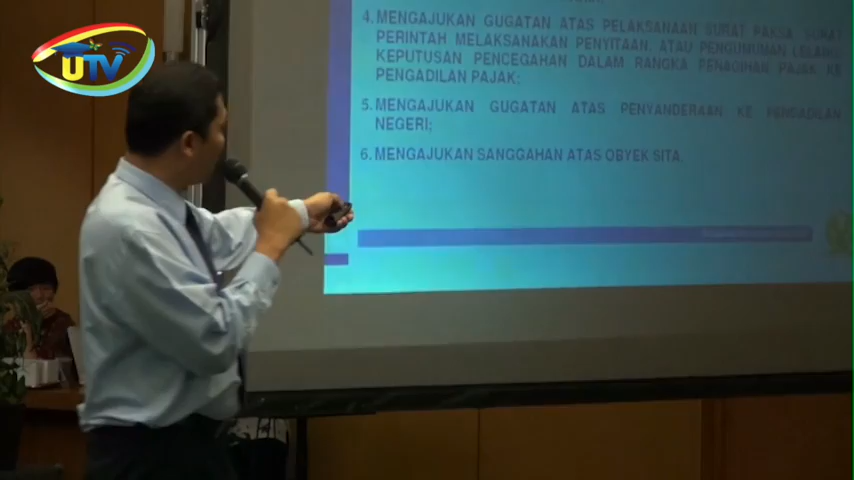 UTV
4. MENGAJUKAN GUGATAN ATAS PELAKSANAAN SURAT PAKSA, SURAT
PERINTAH MELAKSANAKAN PENYITAAN, ATAU PENGUMUMAN LELANG,
KEPUTUSAN PENCEGAHAN DALAM RANGKA PENAGIHAN PAJAK KE
PENGADILAN PAJAK;
5. MENGAJUKAN GUGATAN ATAS PENYANDERAAN KE PENGADILAN
NEGERI;
6. MENGAJUKAN SANGGAHAN ATAS OBYEK SITA.